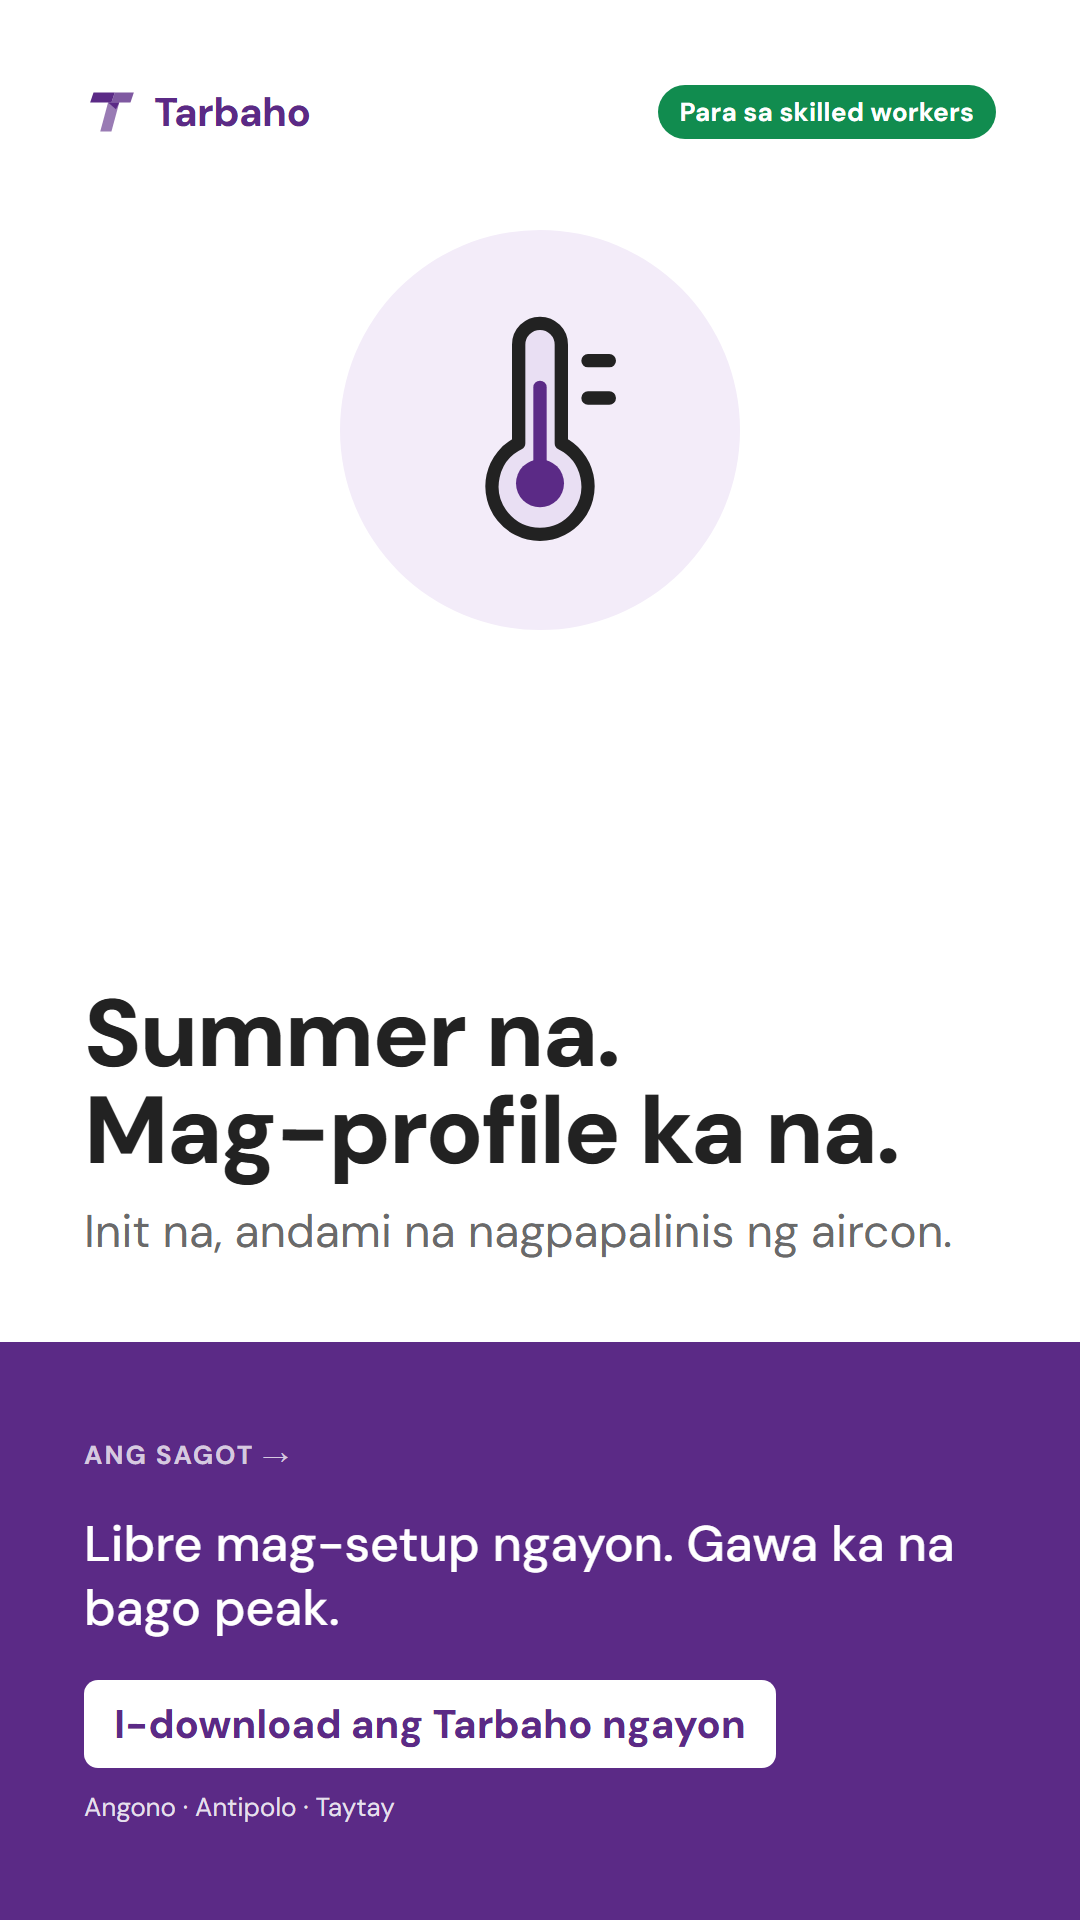 Tarbaho
Para sa skilled workers
Summer na.
Mag-profile ka na.
Init na, andami na nagpapalinis ng aircon.
ANG SAGOT →
Libre mag-setup ngayon. Gawa ka na
bago peak.
I-download ang Tarbaho ngayon
Angono · Antipolo · Taytay